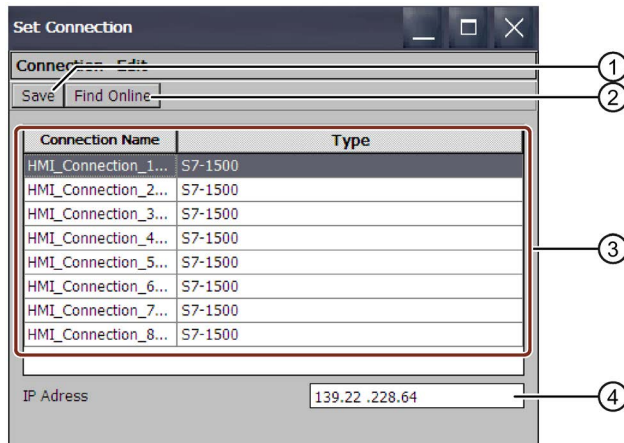 Set Connection
Connection Edit
①
Save Find Online
②
Connection Name Type
HMI_Connection_1... S7-1500
HMI_Connection_2... S7-1500
HMI_Connection_3... S7-1500
HMI_Connection_4... S7-1500
③
HMI_Connection_5... S7-1500
HMI_Connection_6... S7-1500
HMI_Connection_7... S7-1500
HMI_Connection_8... S7-1500
IP Adress 139.22 .228.64
④